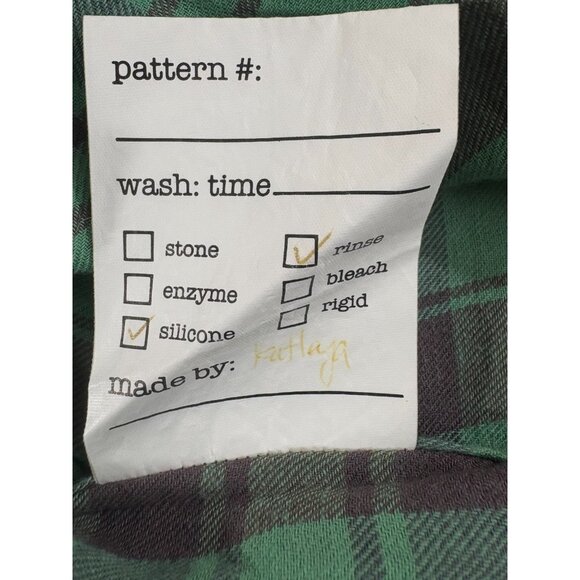 pattern #:
wash: time
stone
rinse
enzyme
bleach
silicone
rigid
made by: